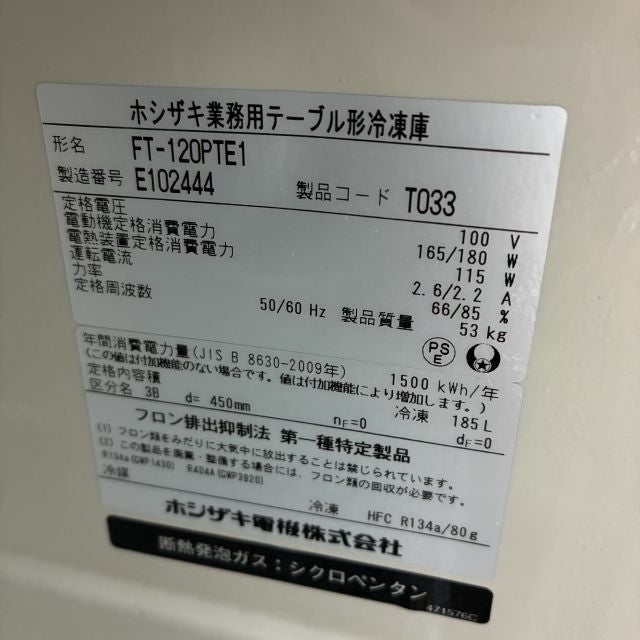 ホシザキ業務用テーブル形冷凍庫
形名 FT-120PTE1
製造番号 E102444 製品コード T033
定格電圧 100 V
電動機定格消費電力 165/180 W
電熱装置定格消費電力 115 W
運転電流 2.6/2.2 A
力率 66/85 %
定格周波数 50/60 Hz 製品質量 53 kg
PS E
年間消費電力量(JIS B 8630-2009年) 1500 kWh/年
(この値は付加機能のない場合です。値は付加機能により増加します。)
定格内容積 冷凍 185 L
区分名 3B d= 450mm nF=0 dF=0
フロン排出抑制法 第一種特定製品
(1) フロン類をみだりに大気中に放出することは禁じられています。
(2) この製品を廃棄・整備する場合には、フロン類の回収が必要です。
R134a(GWP1430) R404A(GWP3920)
冷媒 冷凍 HFC R134a/80g
ホシザキ電機株式会社
断熱発泡ガス:シクロペンタン
471576C